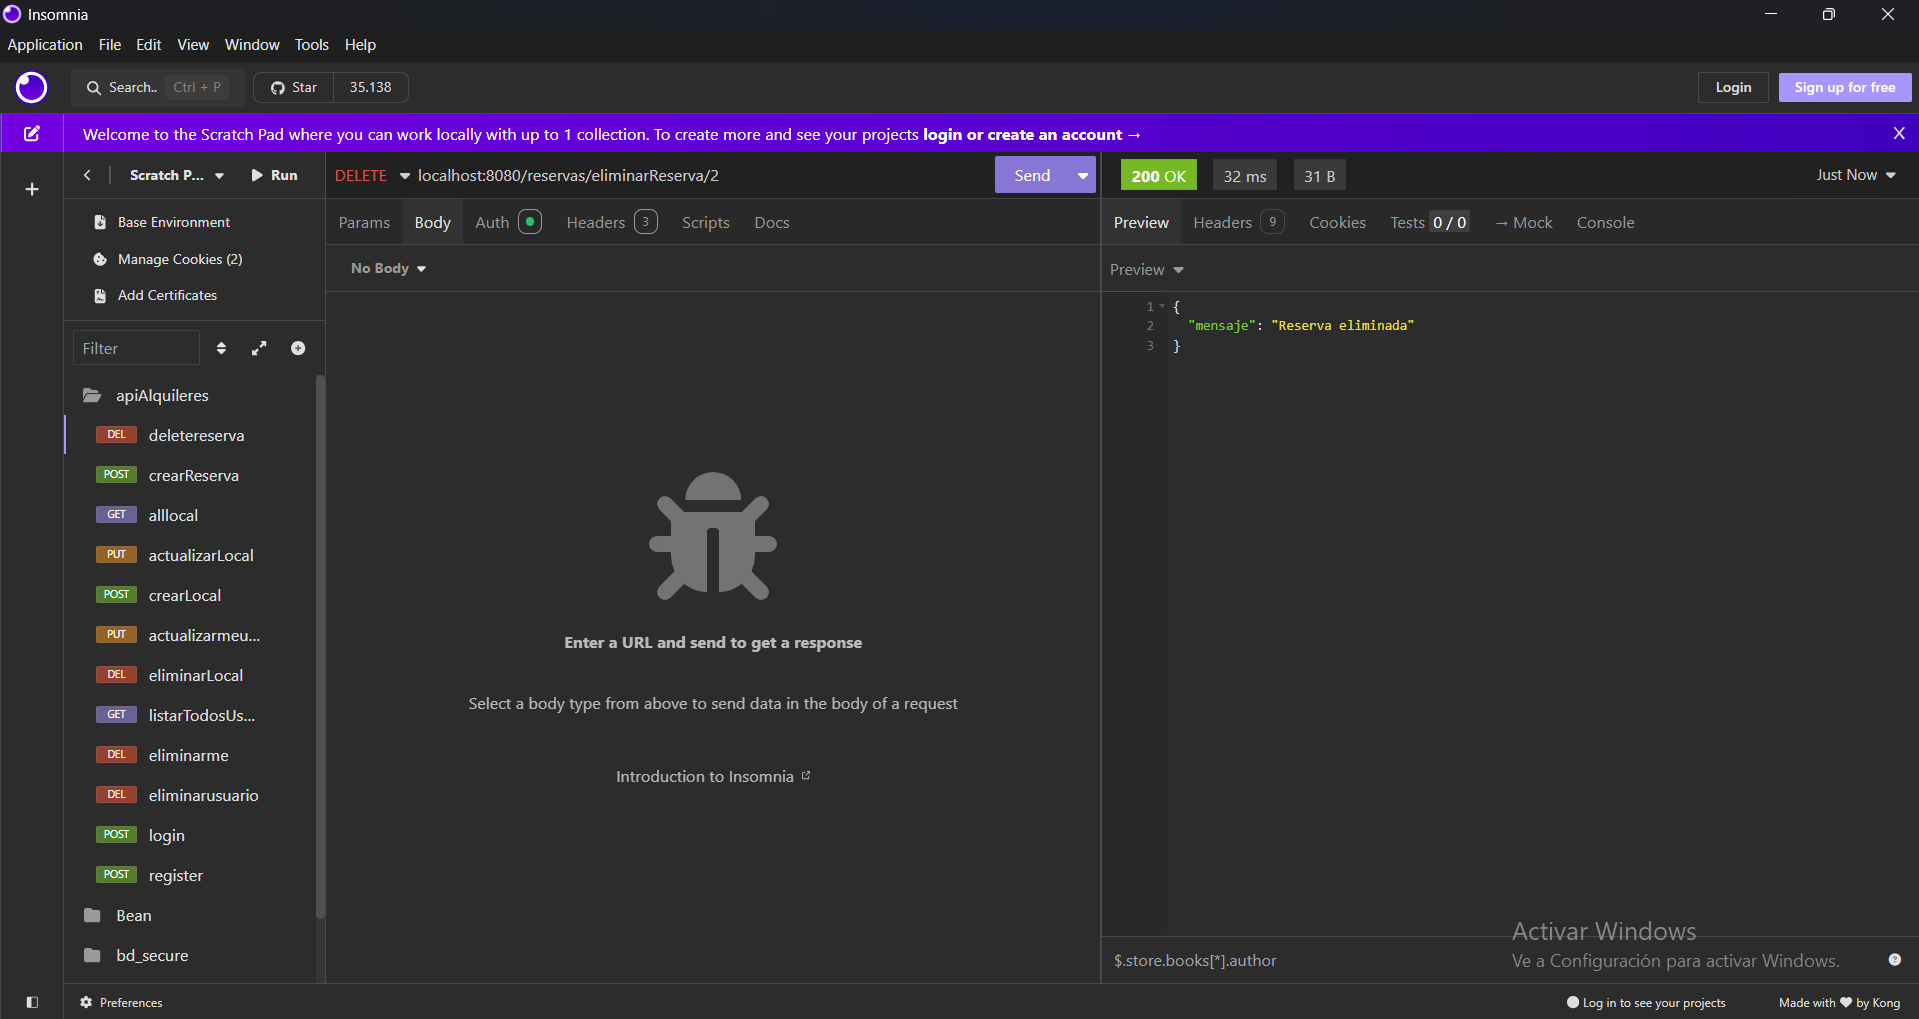 Insomnia
Application File Edit View Window Tools Help
Search.. Ctrl + P Star 35.138 Login Sign up for free
Welcome to the Scratch Pad where you can work locally with up to 1 collection. To create more and see your projects login or create an account → X
Scratch P... Run DELETE localhost:8080/reservas/eliminarReserva/2 Send 200 OK 32 ms 31 B Just Now
Base Environment
Manage Cookies (2)
Add Certificates
Filter
apiAlquileres
DEL deletereserva
POST crearReserva
GET alllocal
PUT actualizarLocal
POST crearLocal
PUT actualizarmeu...
DEL eliminarLocal
GET listarTodosUs...
DEL eliminarme
DEL eliminarusuario
POST login
POST register
Bean
bd_secure
Params Body Auth Headers 3 Scripts Docs
No Body
Enter a URL and send to get a response
Select a body type from above to send data in the body of a request
Introduction to Insomnia
Preview Headers 9 Cookies Tests 0 / 0 → Mock Console
Preview
1 {
2 "mensaje": "Reserva eliminada"
3 }
Activar Windows
Ve a Configuración para activar Windows.
$.store.books[*].author
Preferences Log in to see your projects Made with ♥ by Kong